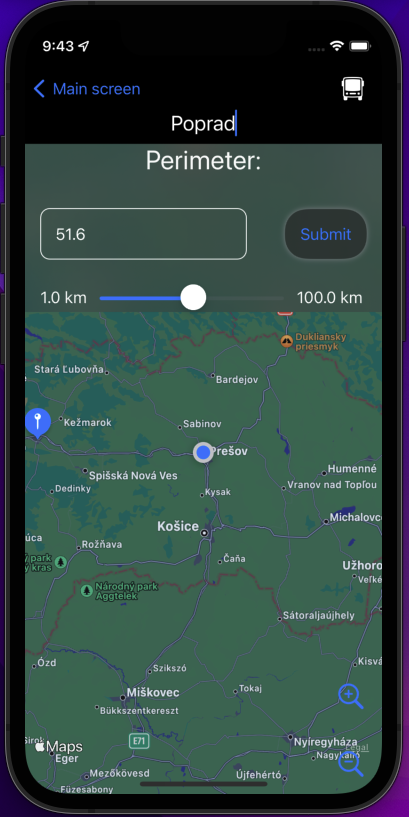 9:43
Main screen
Poprad
Perimeter:
51.6
Submit
1.0 km
100.0 km
Dukliansky
priesmyk
Stará Ľubovňa
Bardejov
Kežmarok
Sabinov
Prešov
Spišská Nová Ves
Humenné
Dedinky
Kysak
Vranov nad Topľou
Košice
Michalovc
úca
Rožňava
Čaňa
park
kras
Užhoro
Veľké
Národný park
Aggtelek
Sátoraljaújhely
Ózd
Szikszó
Kisvá
Miškovec
Tokaj
Bükkszentkereszt
Sirok
Maps
E71
Nyíregyháza
Legal
Eger
Nagykálló
Mezőkövesd
Újfehértó
Füzesabony